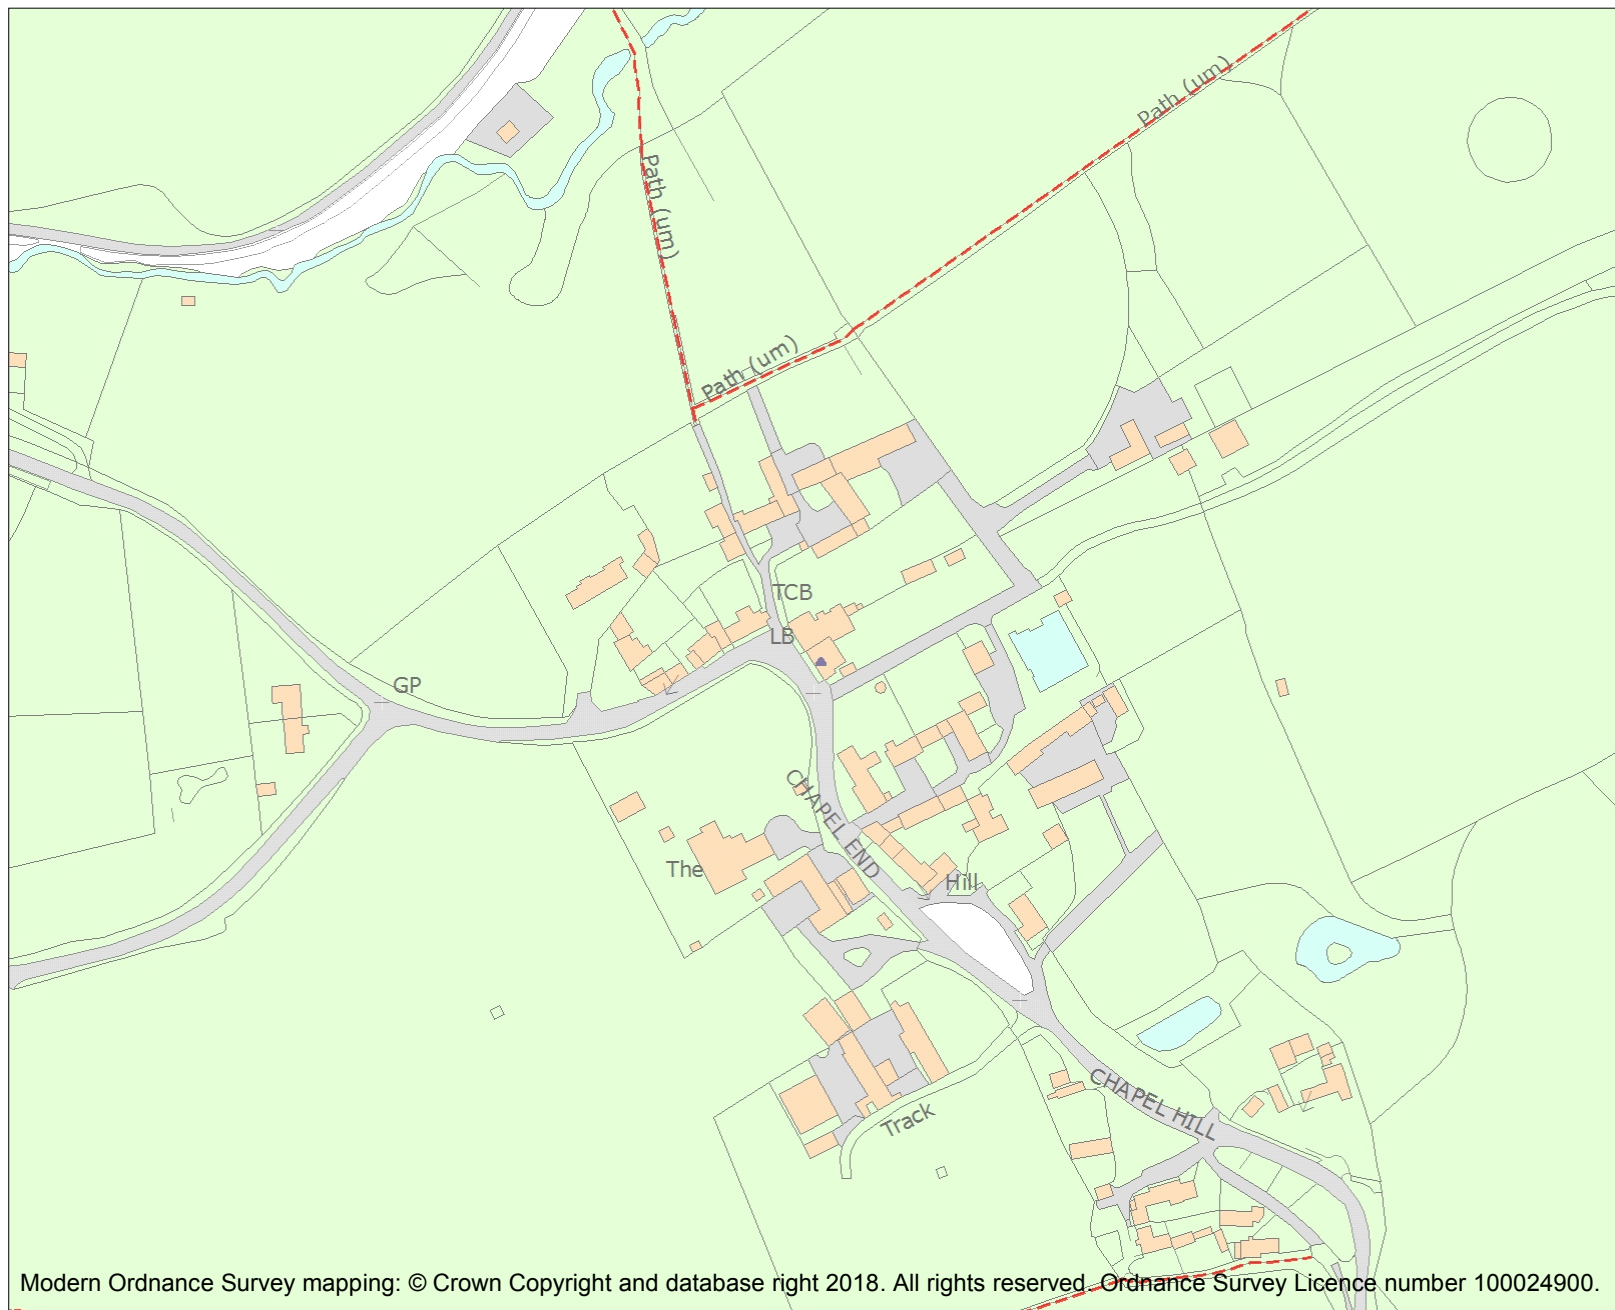 Path (um)
Path (um)
Path (um)
TCB
LB
GP
CHAPEL END
The
Hill
Track
CHAPEL HILL
Modern Ordnance Survey mapping: © Crown Copyright and database right 2018. All rights reserved. Ordnance Survey Licence number 100024900.